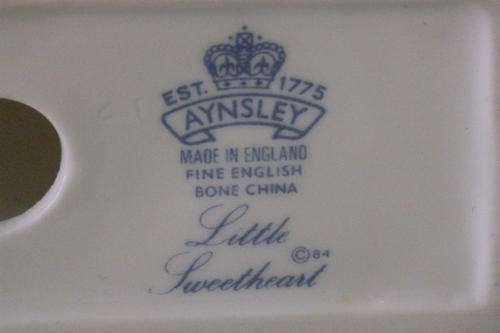 EST. 1775
AYNSLEY
MADE IN ENGLAND
FINE ENGLISH
BONE CHINA
Little
Sweetheart ©84